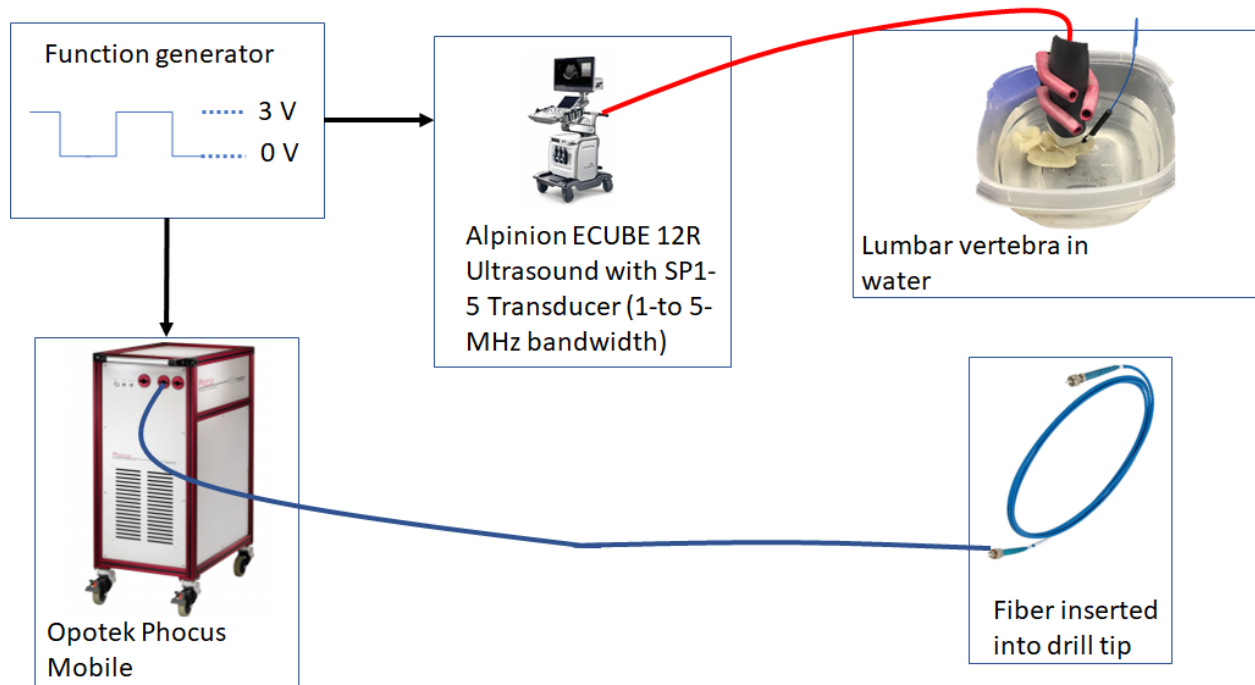 Function generator
3 V
0 V
Alpinion ECUBE 12R
Ultrasound with SP1-
5 Transducer (1-to 5-
MHz bandwidth)
Lumbar vertebra in
water
Opotek Phocus
Mobile
Fiber inserted
into drill tip